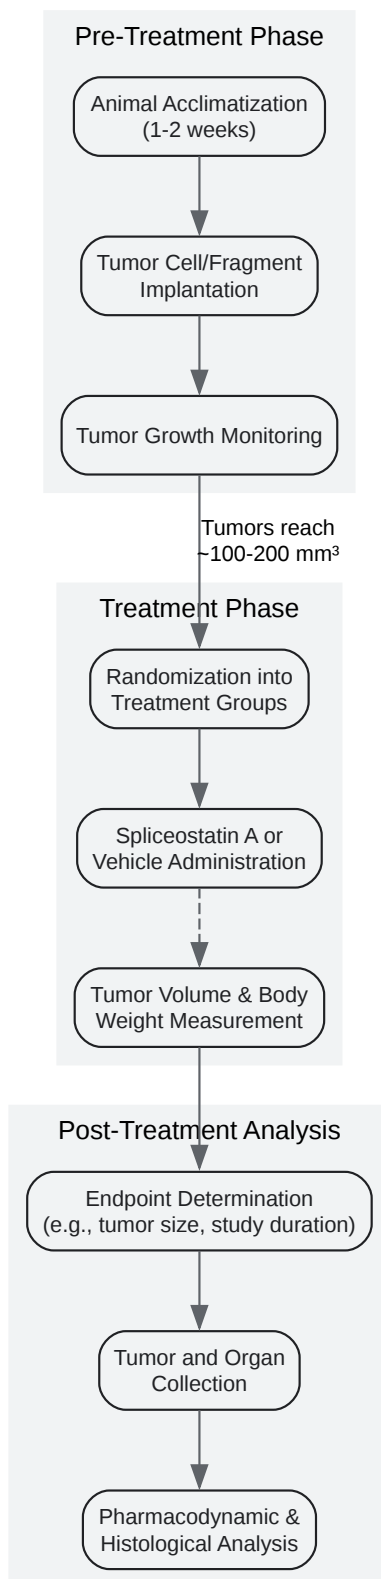 Pre-Treatment Phase
Animal Acclimatization
(1-2 weeks)
Tumor Cell/Fragment
Implantation
Tumor Growth Monitoring
Tumors reach
~100-200 mm³
Treatment Phase
Randomization into
Treatment Groups
Spliceostatin A or
Vehicle Administration
Tumor Volume & Body
Weight Measurement
Post-Treatment Analysis
Endpoint Determination
(e.g., tumor size, study duration)
Tumor and Organ
Collection
Pharmacodynamic &
Histological Analysis